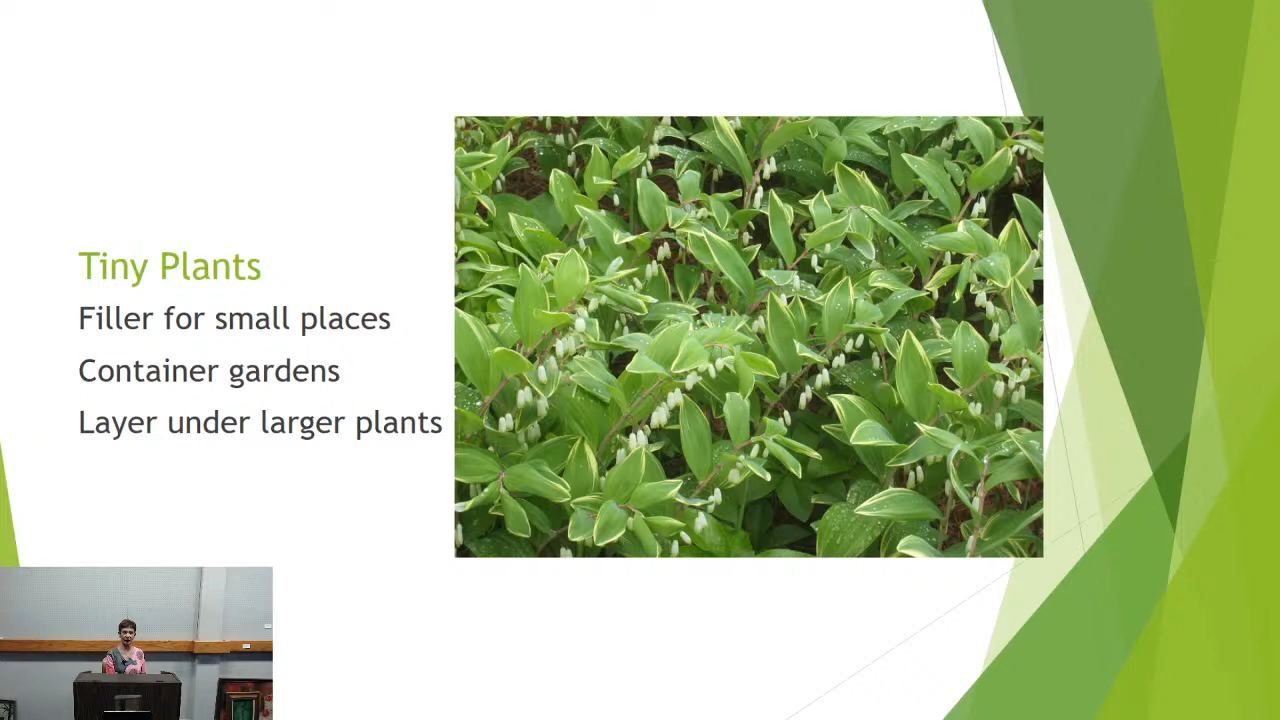 Tiny Plants
Filler for small places
Container gardens
Layer under larger plants